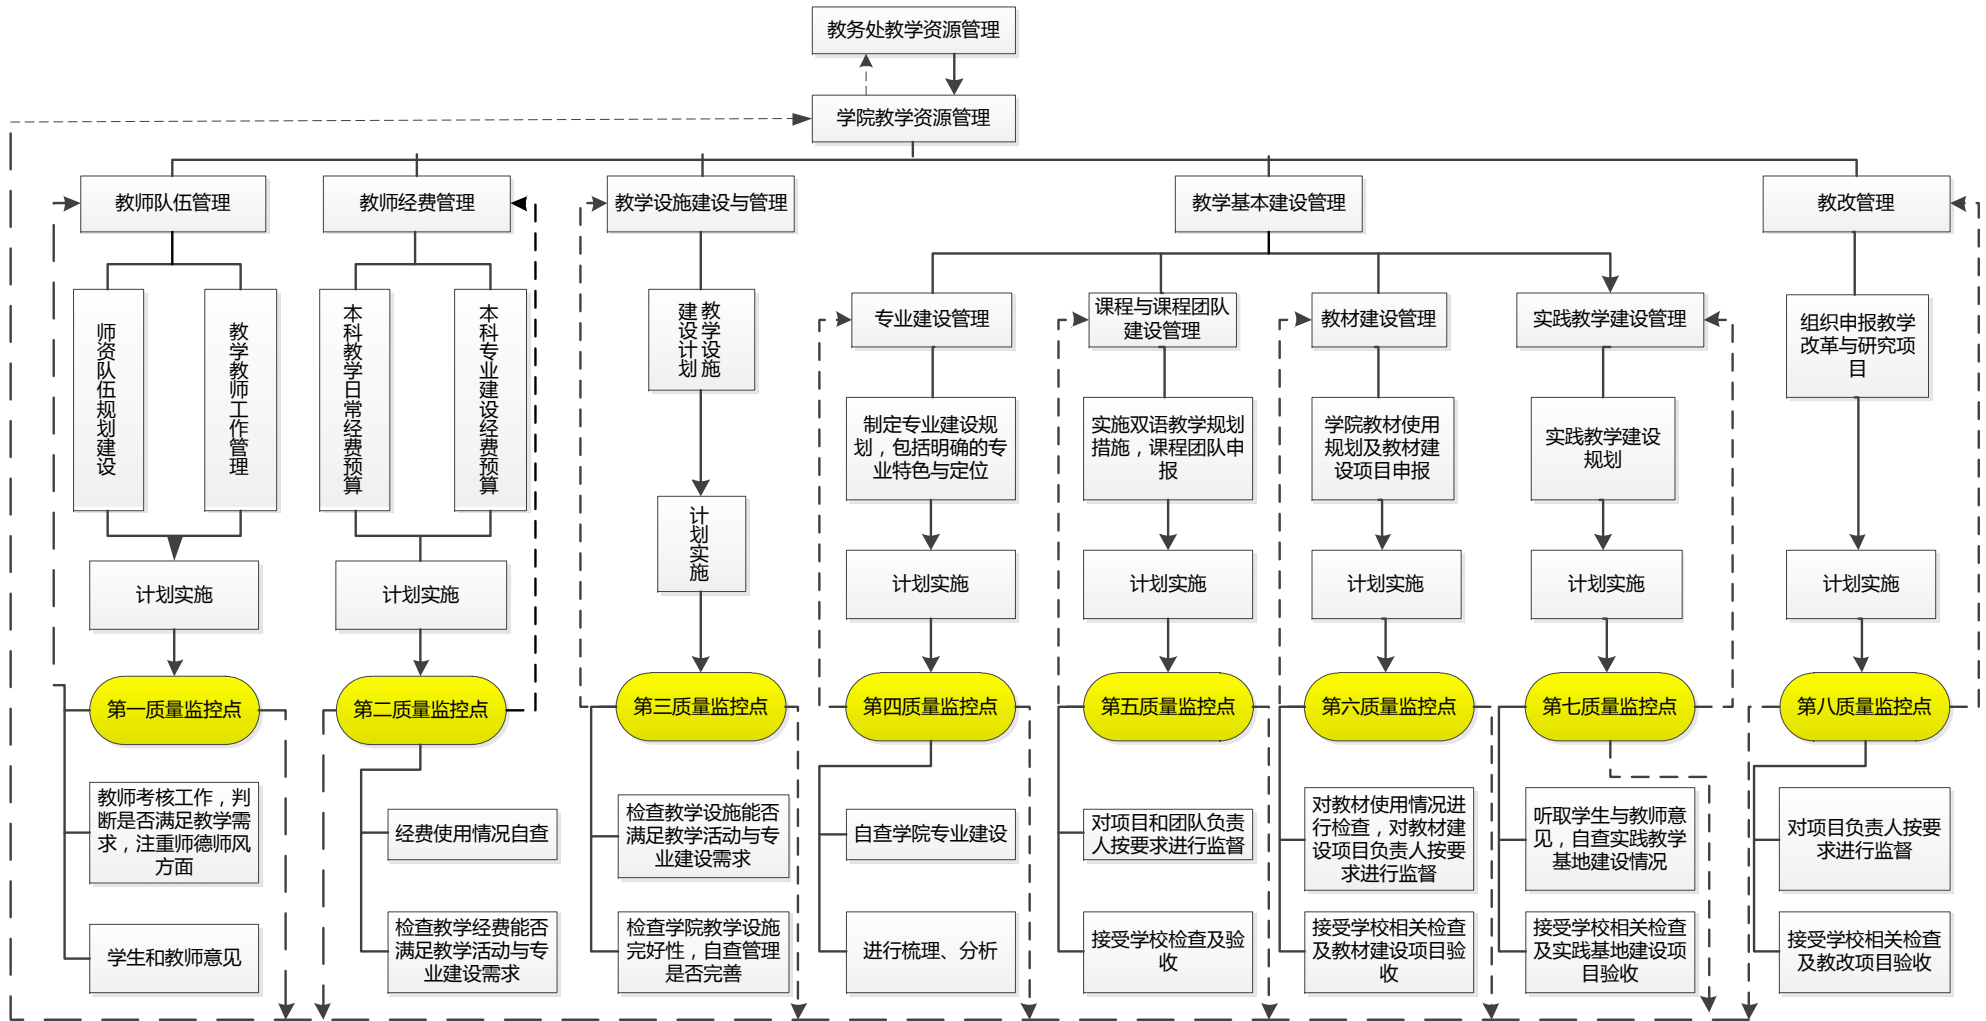 教务处教学资源管理
学院教学资源管理
教师队伍管理
教师经费管理
教学设施建设与管理
教学基本建设管理
教改管理
师资队伍规划建设
教学教师工作管理
本科教学日常经费预算
本科专业建设经费预算
教学设施
建设计划
专业建设管理
课程与课程团队
建设管理
教材建设管理
实践教学建设管理
组织申报教学
改革与研究项
目
制定专业建设规
划，包括明确的专
业特色与定位
实施双语教学规划
措施，课程团队申
报
学院教材使用
规划及教材建
设项目申报
实践教学建设
规划
计划实施
计划实施
计划实施
计划实施
计划实施
计划实施
计划实施
计划实施
第一质量监控点
第二质量监控点
第三质量监控点
第四质量监控点
第五质量监控点
第六质量监控点
第七质量监控点
第八质量监控点
教师考核工作，判
断是否满足教学需
求，注重师德师风
方面
经费使用情况自查
检查教学设施能否
满足教学活动与专
业建设需求
自查学院专业建设
对项目和团队负责
人按要求进行监督
对教材使用情况进
行检查，对教材建
设项目负责人按要
求进行监督
听取学生与教师意
见，自查实践教学
基地建设情况
对项目负责人按要
求进行监督
学生和教师意见
检查教学经费能否
满足教学活动与专
业建设需求
检查学院教学设施
完好性，自查管理
是否完善
进行梳理、分析
接受学校检查及验
收
接受学校相关检查
及教材建设项目验
收
接受学校相关检查
及实践基地建设项
目验收
接受学校相关检查
及教改项目验收